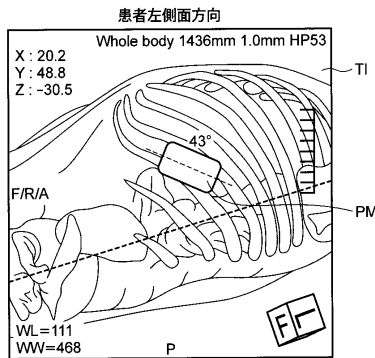 患者左側面方向
Whole body 1436mm 1.0mm HP53
X : 20.2
Y : 48.8
Z : -30.5
TI
43°
F/R/A
PM
WL=111
WW=468
P
F L